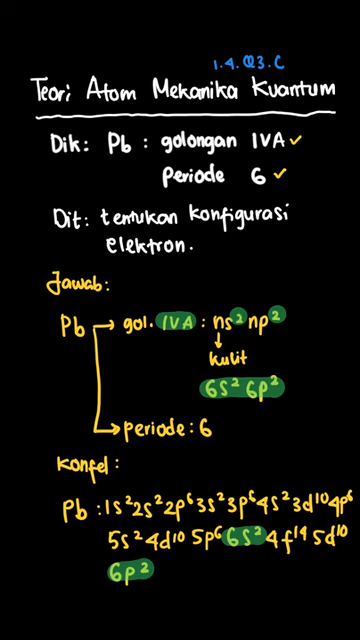 1.4.Q3.C
Teori Atom Mekanika Kuantum
Dik: Pb : golongan IVA ✓
Periode 6 ✓
Dit: tentukan konfigurasi
elektron.
Jawab:
Pb → gol. IVA : ns² np²
↓
kulit
6s² 6p²
→ periode : 6
Konfel :
Pb : 1s² 2s² 2p⁶ 3s² 3p⁶ 4s² 3d¹⁰ 4p⁶
5s² 4d¹⁰ 5p⁶ 6s² 4f¹⁴ 5d¹⁰
6p²